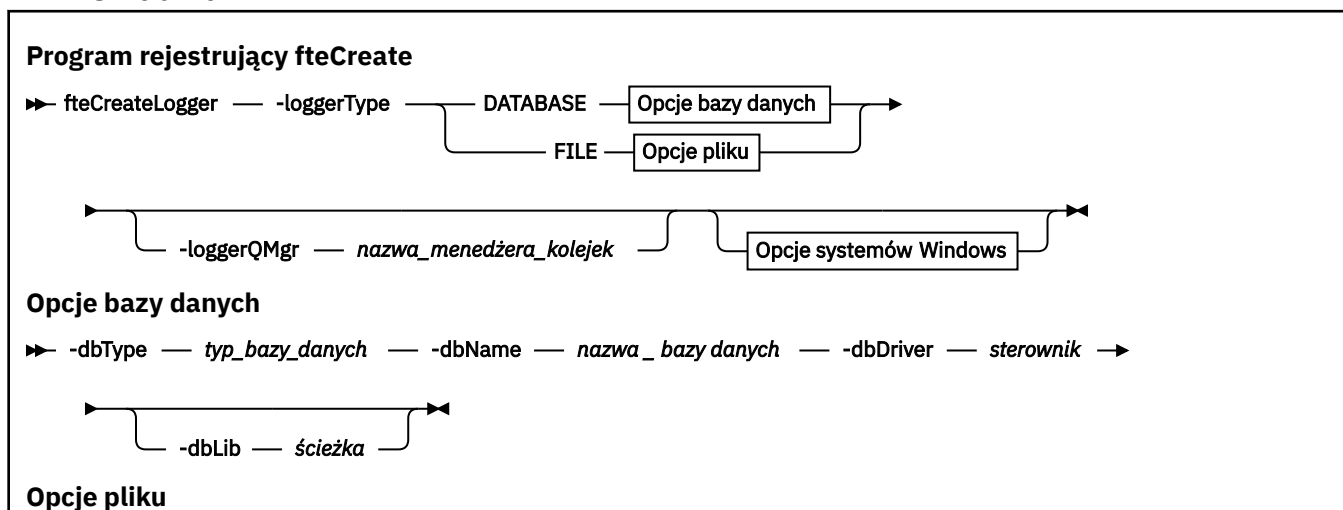 Program rejestrujący fteCreate
fteCreateLogger -loggerType DATABASE Opcje bazy danych
FILE Opcje pliku
-loggerQMgr nazwa_menedżera_kolejek Opcje systemów Windows
Opcje bazy danych
-dbType typ_bazy_danych -dbName nazwa _ bazy danych -dbDriver sterownik
-dbLib ścieżka
Opcje pliku